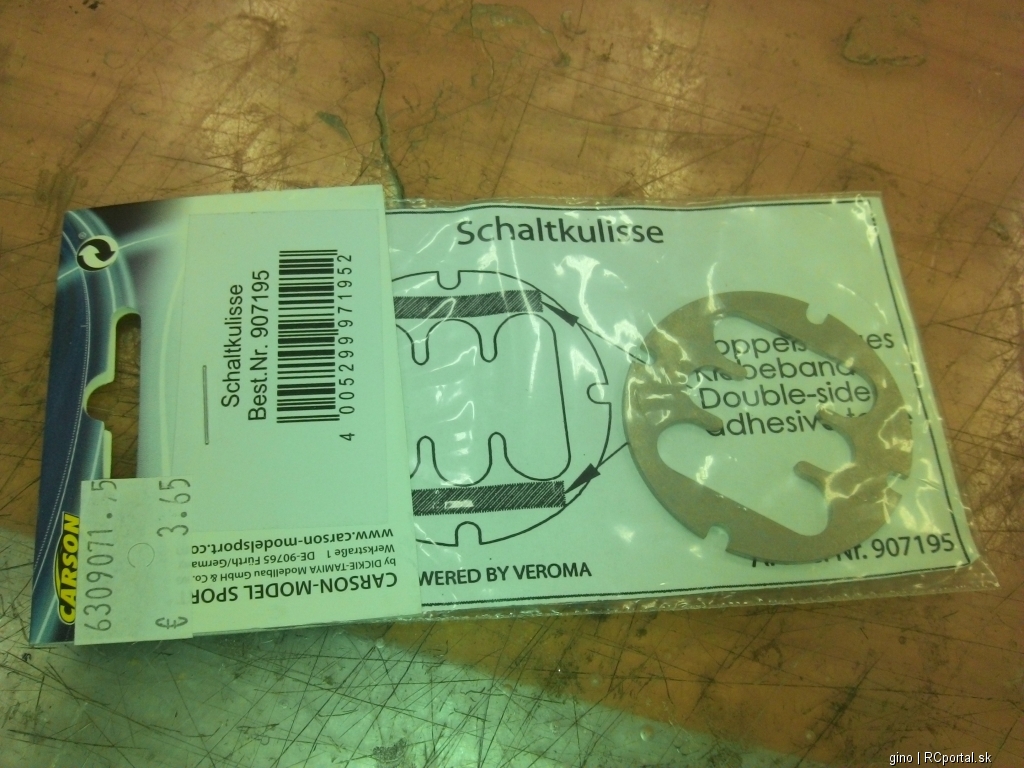 Schaltkulisse
Best.Nr. 907195
4 005299 971952
CARSON
6309071.
€ 3.65
CARSON-MODEL SPOR
by DICKIE-TAMIYA Modellbau GmbH & Co.
Werkstraße 1 DE-90765 Fürth/Germa
www.carson-modelsport.co
Schaltkulisse
Klebeband
Double-side
adhesive
Nr. 907195
WERED BY VEROMA
gino | RCportal.sk